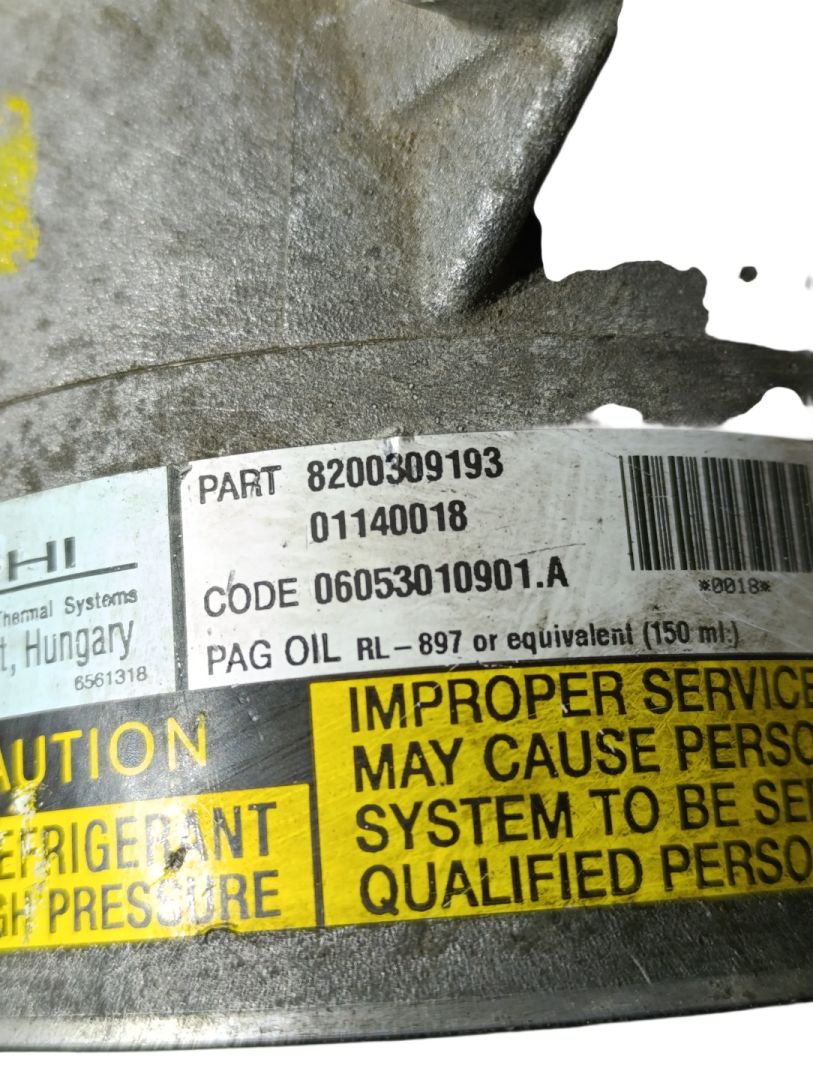 HI
Thermal Systems
t, Hungary
6561318
PART 8200309193
01140018
CODE 06053010901.A
*0018*
PAG OIL RL-897 or equivalent (150 ml.)
AUTION
EFRIGERANT
GH PRESSURE
IMPROPER SERVICE
MAY CAUSE PERSO
SYSTEM TO BE SE
QUALIFIED PERSO